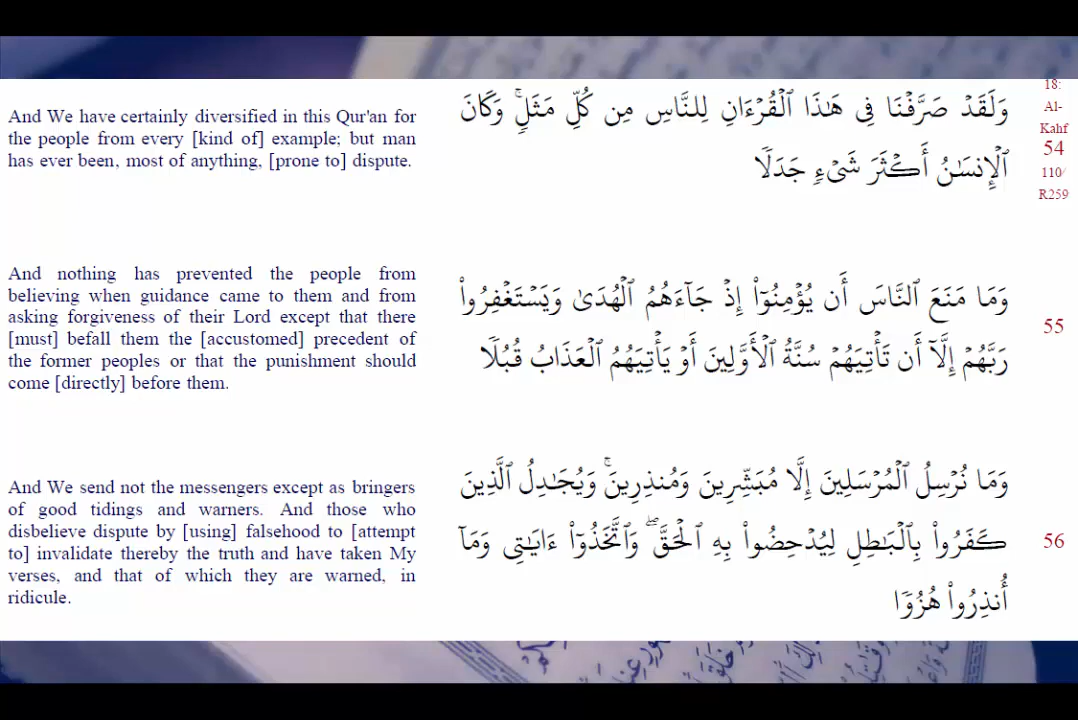 And We have certainly diversified in this Qur'an for
the people from every [kind of] example; but man
has ever been, most of anything, [prone to] dispute.
وَلَقَدْ صَرَّفْنَا فِى هَٰذَا ٱلْقُرْءَانِ لِلنَّاسِ مِن كُلِّ مَثَلٍۢ ۚ وَكَانَ
ٱلْإِنسَٰنُ أَكْثَرَ شَىْءٍۢ جَدَلًۭا
18:
Al-
Kahf
54
110/
R259
And nothing has prevented the people from
believing when guidance came to them and from
asking forgiveness of their Lord except that there
[must] befall them the [accustomed] precedent of
the former peoples or that the punishment should
come [directly] before them.
وَمَا مَنَعَ ٱلنَّاسَ أَن يُؤْمِنُوٓا۟ إِذْ جَآءَهُمُ ٱلْهُدَىٰ وَيَسْتَغْفِرُوا۟
رَبَّهُمْ إِلَّآ أَن تَأْتِيَهُمْ سُنَّةُ ٱلْأَوَّلِينَ أَوْ يَأْتِيَهُمُ ٱلْعَذَابُ قُبُلًۭا
55
And We send not the messengers except as bringers
of good tidings and warners. And those who
disbelieve dispute by [using] falsehood to [attempt
to] invalidate thereby the truth and have taken My
verses, and that of which they are warned, in
ridicule.
وَمَا نُرْسِلُ ٱلْمُرْسَلِينَ إِلَّا مُبَشِّرِينَ وَمُنذِرِينَ ۚ وَيُجَٰدِلُ ٱلَّذِينَ
كَفَرُوا۟ بِٱلْبَٰطِلِ لِيُدْحِضُوا۟ بِهِ ٱلْحَقَّ ۖ وَٱتَّخَذُوٓا۟ ءَايَٰتِى وَمَآ
أُنذِرُوا۟ هُزُوًۭا
56